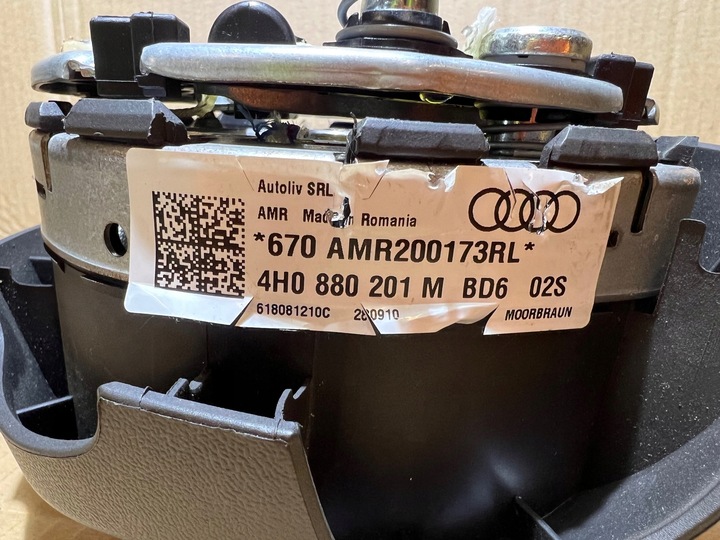 Autoliv SRL
AMR Made in Romania
*670 AMR200173RL*
4H0 880 201 M BD6 02S
618081210C 280910
MOORBRAUN